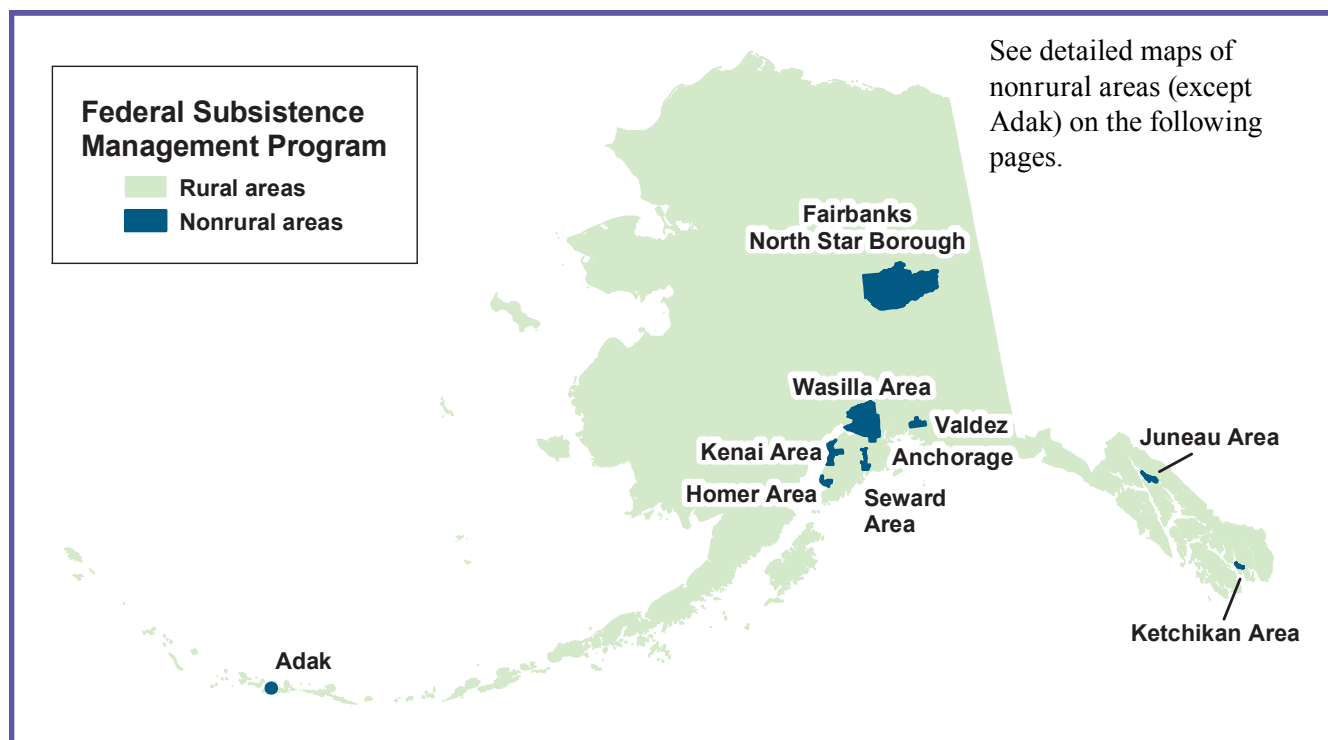 See detailed maps of
nonrural areas (except
Adak) on the following
pages.
Federal Subsistence
Management Program
Rural areas
Nonrural areas
Fairbanks
North Star Borough
Wasilla Area
Valdez
Kenai Area
Anchorage
Homer Area
Seward
Area
Juneau Area
Ketchikan Area
Adak